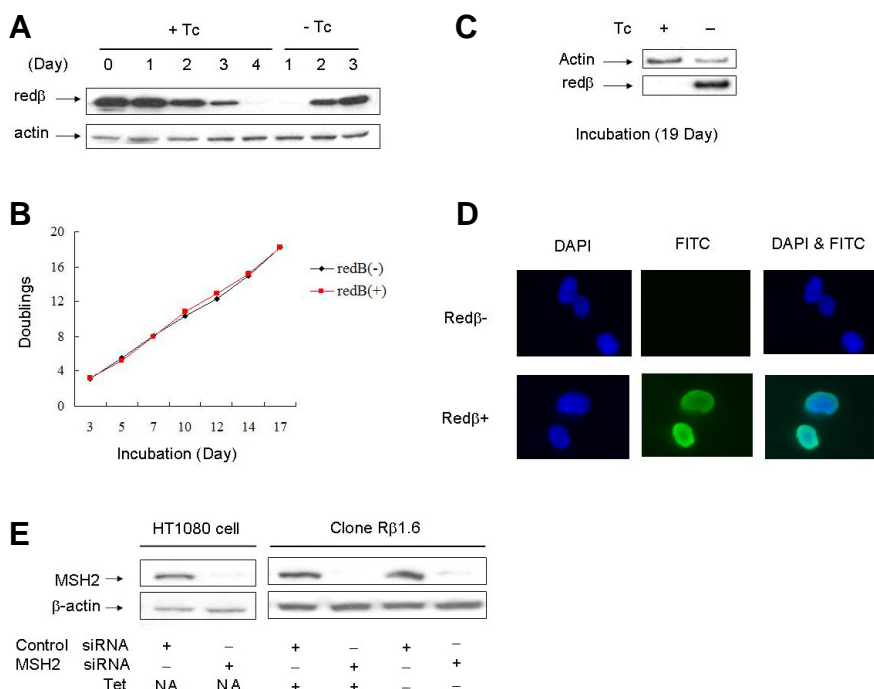 A
+ Tc - Tc
(Day) 0 1 2 3 4 1 2 3
redβ
actin
B
Doublings
20
16
12
8
4
0
redB(-)
redB(+)
3 5 7 10 12 14 17
Incubation (Day)
C
Tc + –
Actin
redβ
Incubation (19 Day)
D
DAPI FITC DAPI & FITC
Redβ-
Redβ+
E
HT1080 cell Clone Rβ1.6
MSH2
β-actin
Control siRNA + – + – + –
MSH2 siRNA – + – + – +
Tet NA NA + + – –